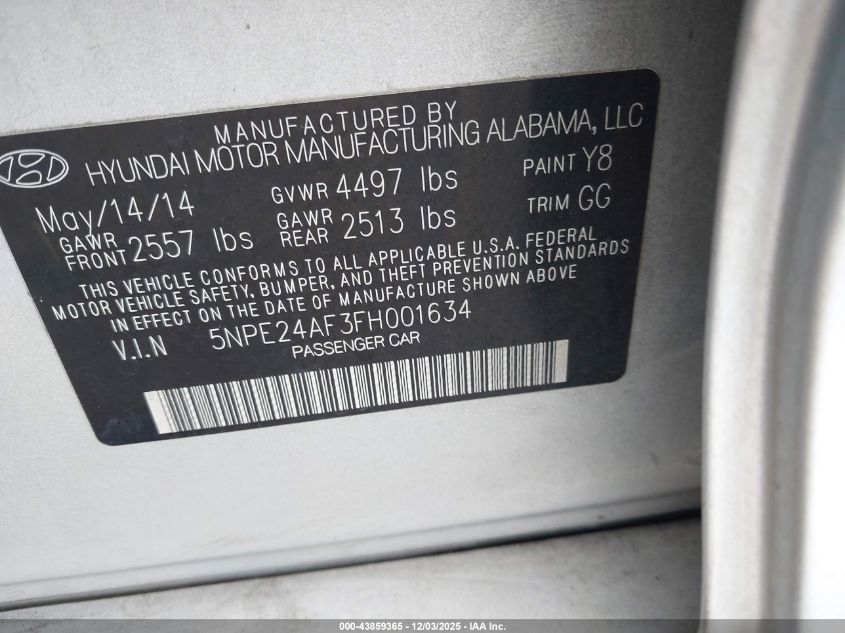 MANUFACTURED BY
HYUNDAI MOTOR MANUFACTURING ALABAMA, LLC
May/14/14 GVWR 4497 lbs PAINT Y8
GAWR FRONT 2557 lbs GAWR REAR 2513 lbs TRIM GG
THIS VEHICLE CONFORMS TO ALL APPLICABLE U.S.A. FEDERAL
MOTOR VEHICLE SAFETY, BUMPER, AND THEFT PREVENTION STANDARDS
IN EFFECT ON THE DATE OF MANUFACTURE SHOWN ABOVE
V.I.N 5NPE24AF3FH001634
PASSENGER CAR
000-43859365 - 12/03/2025 - IAA Inc.